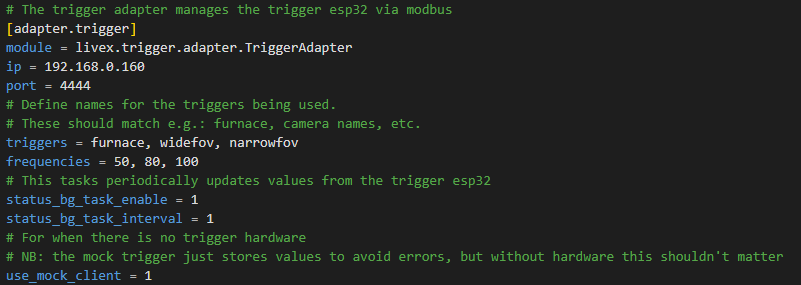 # The trigger adapter manages the trigger esp32 via modbus
[adapter.trigger]
module = livex.trigger.adapter.TriggerAdapter
ip = 192.168.0.160
port = 4444
# Define names for the triggers being used.
# These should match e.g.: furnace, camera names, etc.
triggers = furnace, widefov, narrowfov
frequencies = 50, 80, 100
# This tasks periodically updates values from the trigger esp32
status_bg_task_enable = 1
status_bg_task_interval = 1
# For when there is no trigger hardware
# NB: the mock trigger just stores values to avoid errors, but without hardware this shouldn't matter
use_mock_client = 1